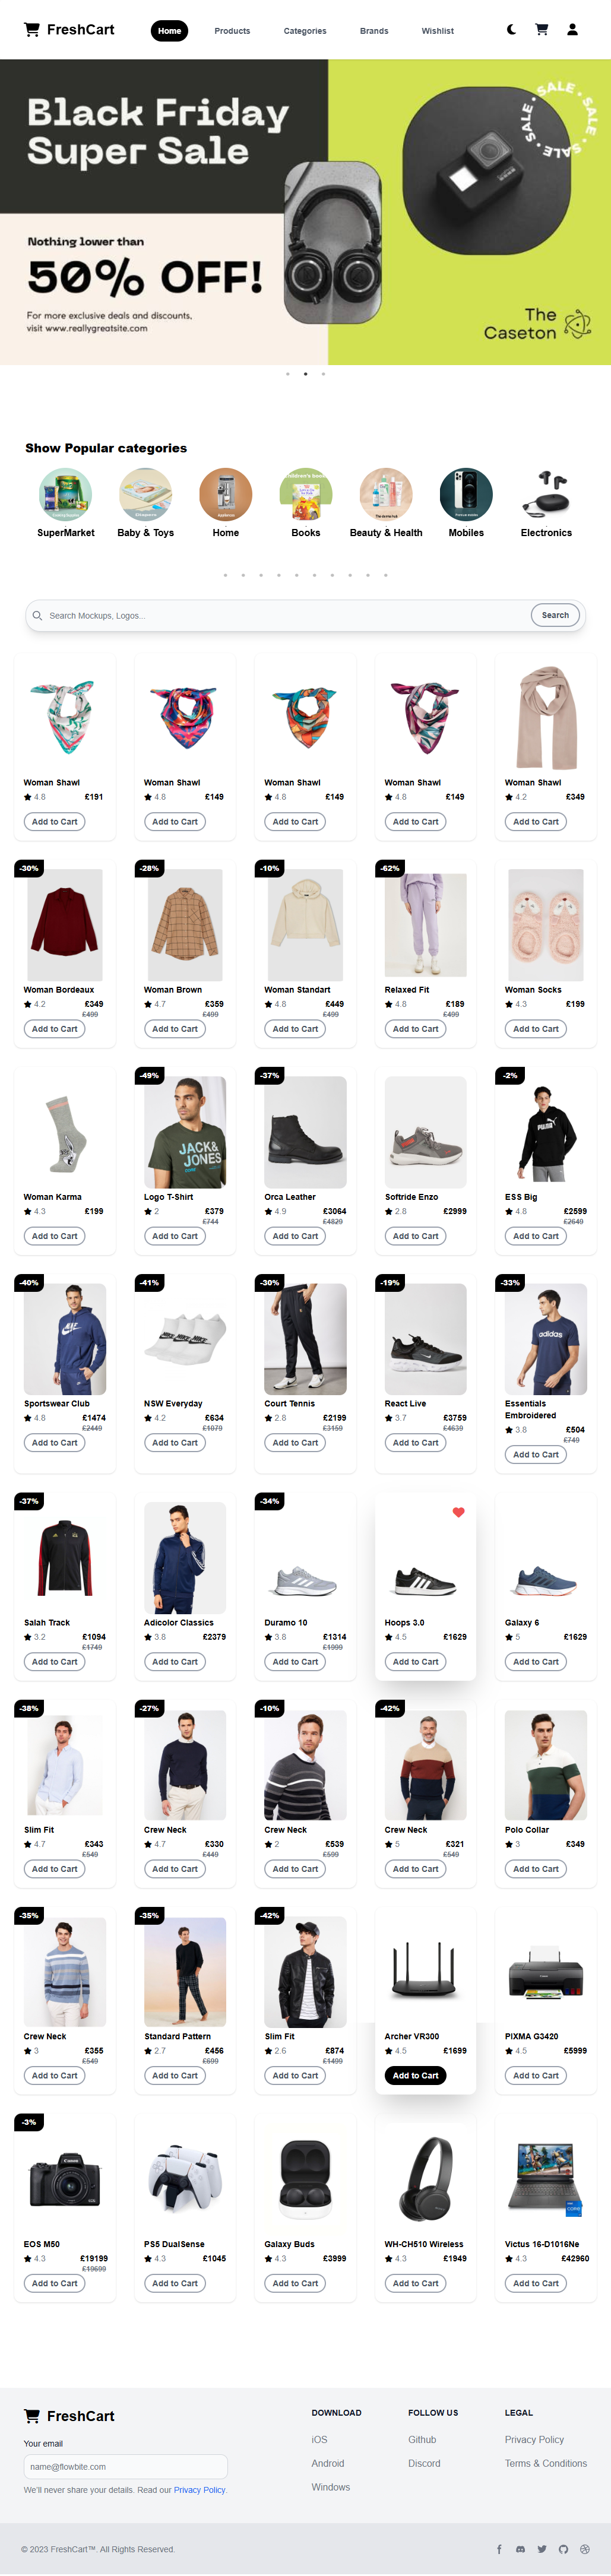 FreshCart
Home
Products
Categories
Brands
Wishlist
Black Friday
Super Sale
SALE • SALE • SALE • SALE •
Nothing lower than
50% OFF!
For more exclusive deals and discounts,
visit www.reallygreatsite.com
The
Caseton
Show Popular categories
SuperMarket
Baby & Toys
Home
Books
Beauty & Health
Mobiles
Electronics
Search Mockups, Logos...
Search
Woman Shawl
4.8 £191
Add to Cart
Woman Shawl
4.8 £149
Add to Cart
Woman Shawl
4.8 £149
Add to Cart
Woman Shawl
4.8 £149
Add to Cart
Woman Shawl
4.2 £349
Add to Cart
-30%
Woman Bordeaux
4.2 £349
£499
Add to Cart
-28%
Woman Brown
4.7 £359
£499
Add to Cart
-10%
Woman Standart
4.8 £449
£499
Add to Cart
-62%
Relaxed Fit
4.8 £189
£499
Add to Cart
Woman Socks
4.3 £199
Add to Cart
Woman Karma
4.3 £199
Add to Cart
-49%
JACK&
JONES
Logo T-Shirt
2 £379
£744
Add to Cart
-37%
Orca Leather
4.9 £3064
£4829
Add to Cart
Softride Enzo
2.8 £2999
Add to Cart
-2%
PUMA
ESS Big
4.8 £2599
£2649
Add to Cart
-40%
NIKE
Sportswear Club
4.8 £1474
£2449
Add to Cart
-41%
NSW Everyday
4.2 £634
£1079
Add to Cart
-30%
Court Tennis
2.8 £2199
£3159
Add to Cart
-19%
React Live
3.7 £3759
£4639
Add to Cart
-33%
adidas
Essentials
Embroidered
3.8 £504
£749
Add to Cart
-37%
Salah Track
3.2 £1094
£1749
Add to Cart
Adicolor Classics
3.8 £2379
Add to Cart
-34%
Duramo 10
3.8 £1314
£1999
Add to Cart
Hoops 3.0
4.5 £1629
Add to Cart
Galaxy 6
5 £1629
Add to Cart
-38%
Slim Fit
4.7 £343
£549
Add to Cart
-27%
Crew Neck
4.7 £330
£449
Add to Cart
-10%
Crew Neck
2 £539
£599
Add to Cart
-42%
Crew Neck
5 £321
£549
Add to Cart
Polo Collar
3 £349
Add to Cart
-35%
Crew Neck
3 £355
£549
Add to Cart
-35%
Standard Pattern
2.7 £456
£699
Add to Cart
-42%
Slim Fit
2.6 £874
£1499
Add to Cart
Archer VR300
4.5 £1699
Add to Cart
PIXMA G3420
4.5 £5999
Add to Cart
-3%
Canon
EOS M50
4.3 £19199
£19699
Add to Cart
PS5 DualSense
4.3 £1045
Add to Cart
Galaxy Buds
4.3 £3999
Add to Cart
WH-CH510 Wireless
4.3 £1949
Add to Cart
Victus 16-D1016Ne
4.3 £42960
Add to Cart
FreshCart
Your email
name@flowbite.com
We'll never share your details. Read our Privacy Policy.
DOWNLOAD
iOS
Android
Windows
FOLLOW US
Github
Discord
LEGAL
Privacy Policy
Terms & Conditions
© 2023 FreshCart™. All Rights Reserved.